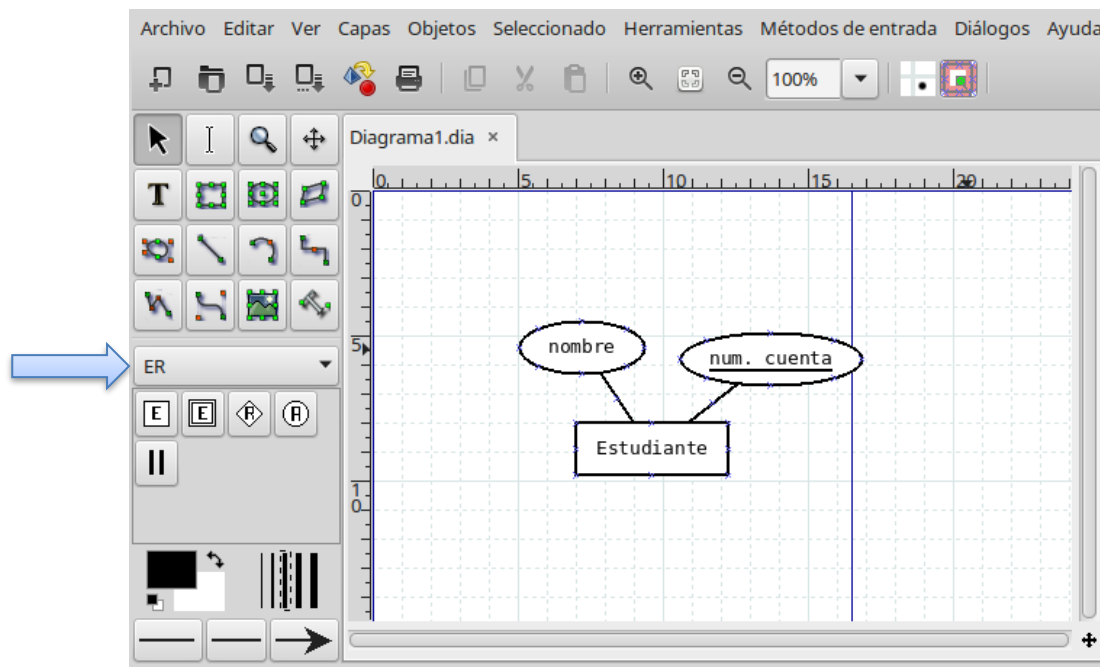 Archivo Editar Ver Capas Objetos Seleccionado Herramientas Métodos de entrada Diálogos Ayuda
100%
Diagrama1.dia ×
T
0 5 10 15 20
0
5
10
nombre
num. cuenta
Estudiante
ER
E E R A